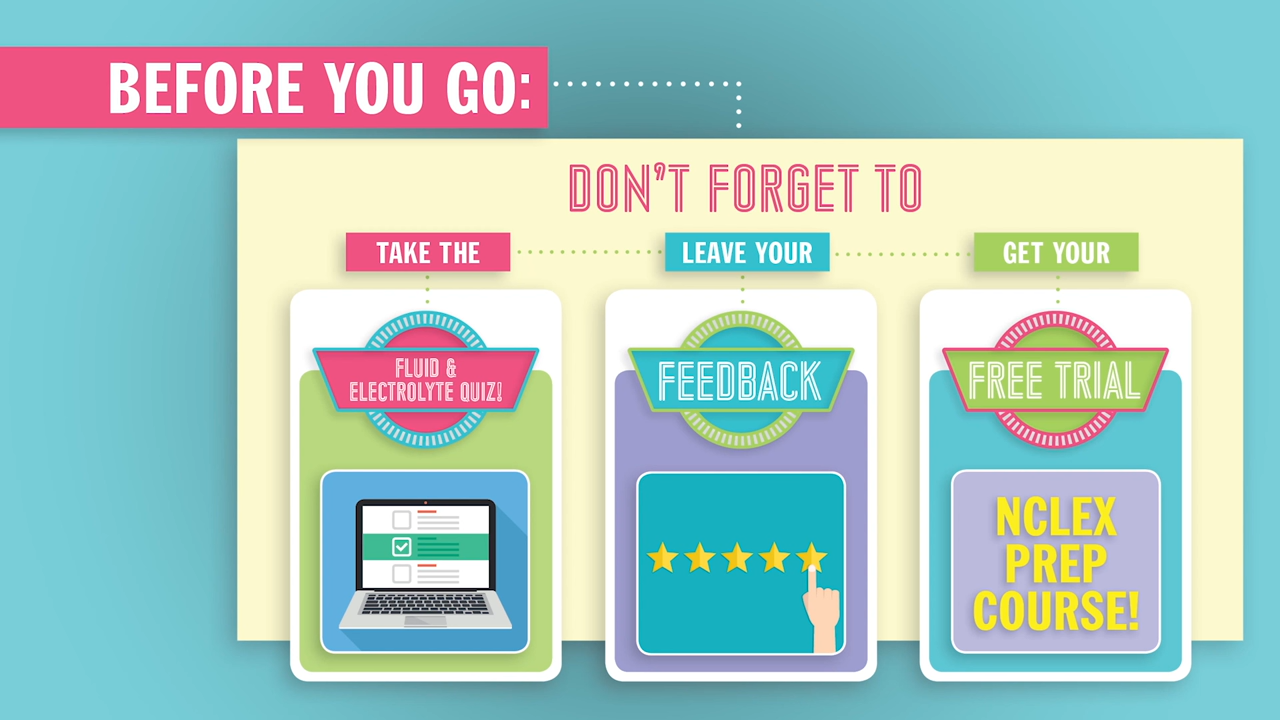 BEFORE YOU GO:
DON'T FORGET TO
TAKE THE
FLUID &
ELECTROLYTE QUIZ!
LEAVE YOUR
FEEDBACK
GET YOUR
FREE TRIAL
NCLEX
PREP
COURSE!